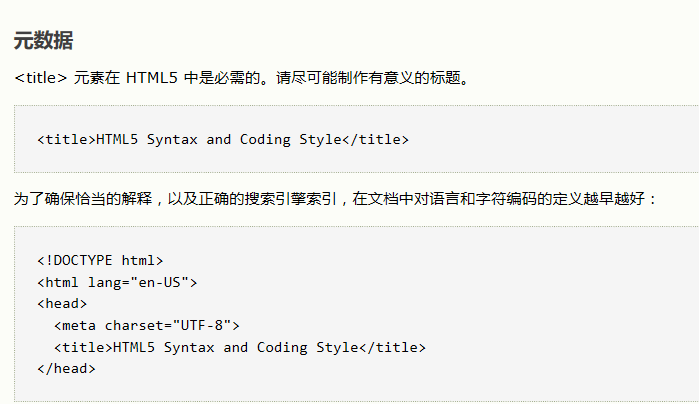 元数据
<title> 元素在 HTML5 中是必需的。请尽可能制作有意义的标题。
<title>HTML5 Syntax and Coding Style</title>
为了确保恰当的解释，以及正确的搜索引擎索引，在文档中对语言和字符编码的定义越早越好：
<!DOCTYPE html>
<html lang="en-US">
<head>
  <meta charset="UTF-8">
  <title>HTML5 Syntax and Coding Style</title>
</head>